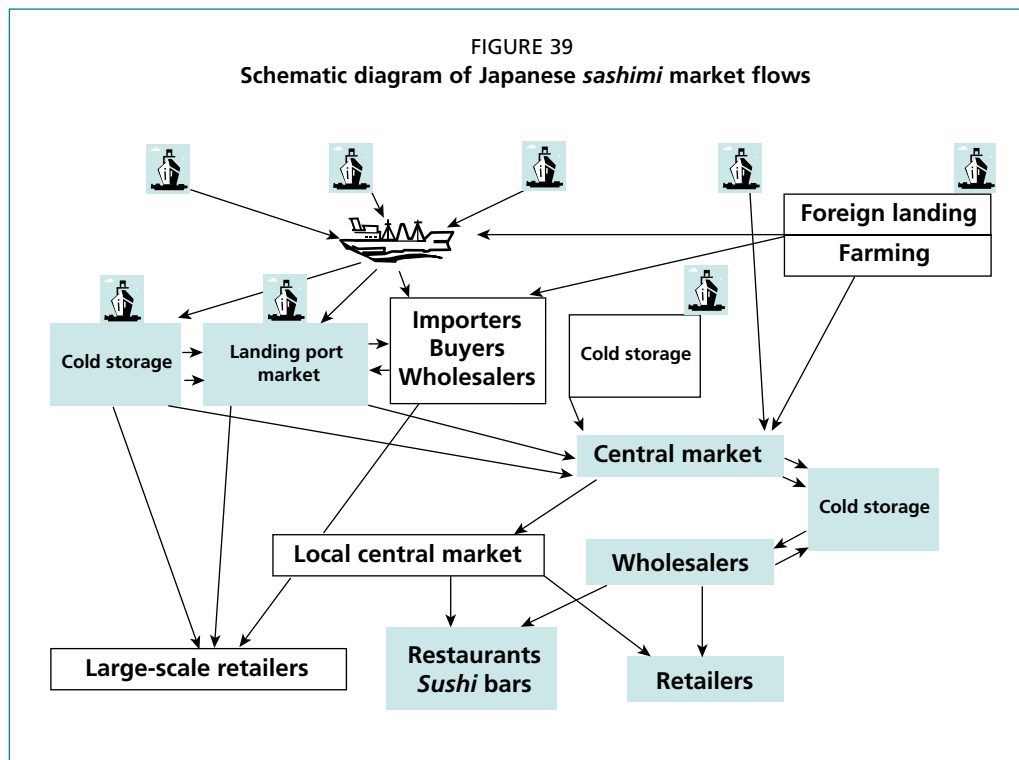 FIGURE 39
Schematic diagram of Japanese sashimi market flows
Foreign landing
Farming
Importers
Buyers
Wholesalers
Cold storage
Landing port
market
Cold storage
Central market
Cold storage
Local central market
Wholesalers
Restaurants
Sushi bars
Large-scale retailers
Retailers